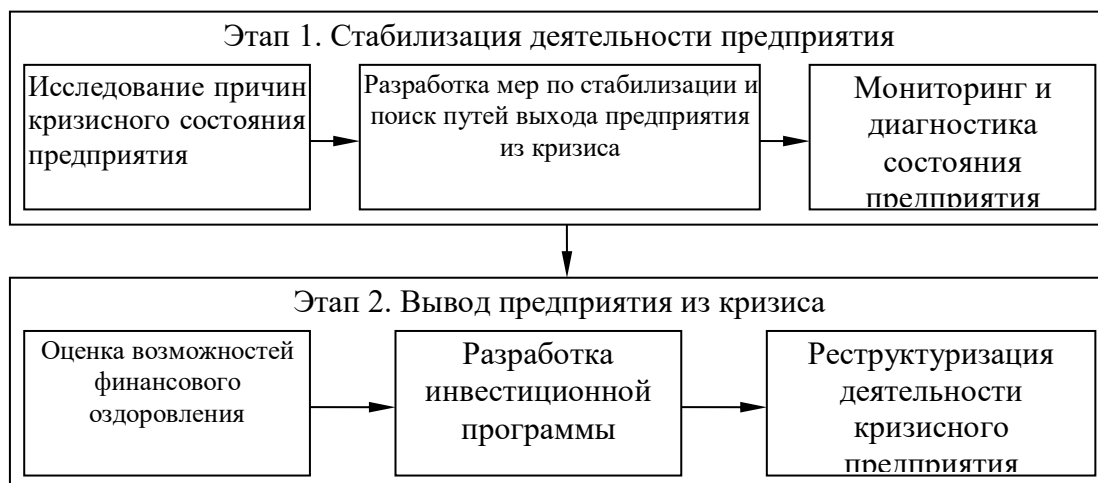 Этап 1. Стабилизация деятельности предприятия
Исследование причин
кризисного состояния
предприятия
Разработка мер по стабилизации и
поиск путей выхода предприятия
из кризиса
Мониторинг и
диагностика
состояния
предприятия
Этап 2. Вывод предприятия из кризиса
Оценка возможностей
финансового
оздоровления
Разработка
инвестиционной
программы
Реструктуризация
деятельности
кризисного
предприятия